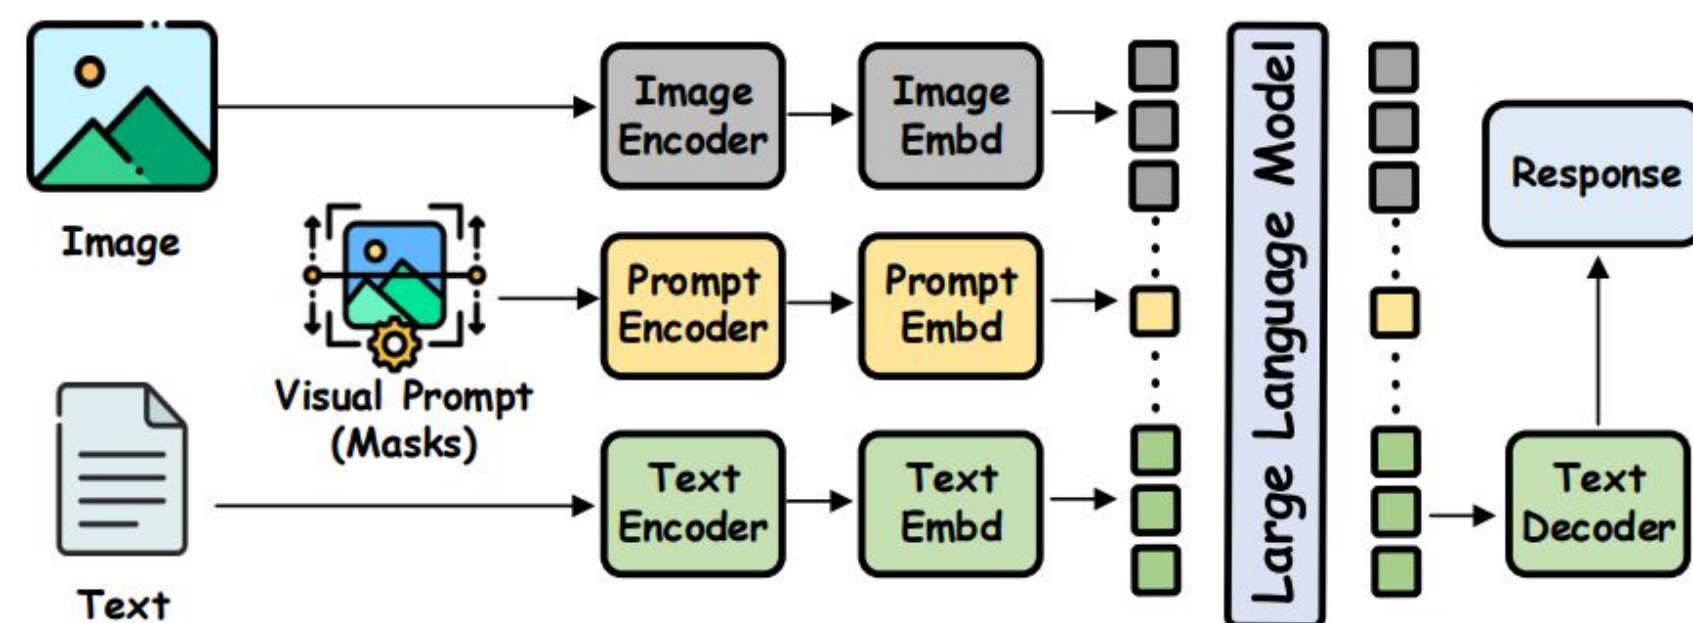 Image
Visual Prompt
(Masks)
Text
Image
Encoder
Image
Embd
Prompt
Encoder
Prompt
Embd
Text
Encoder
Text
Embd
Large Language Model
Response
Text
Decoder